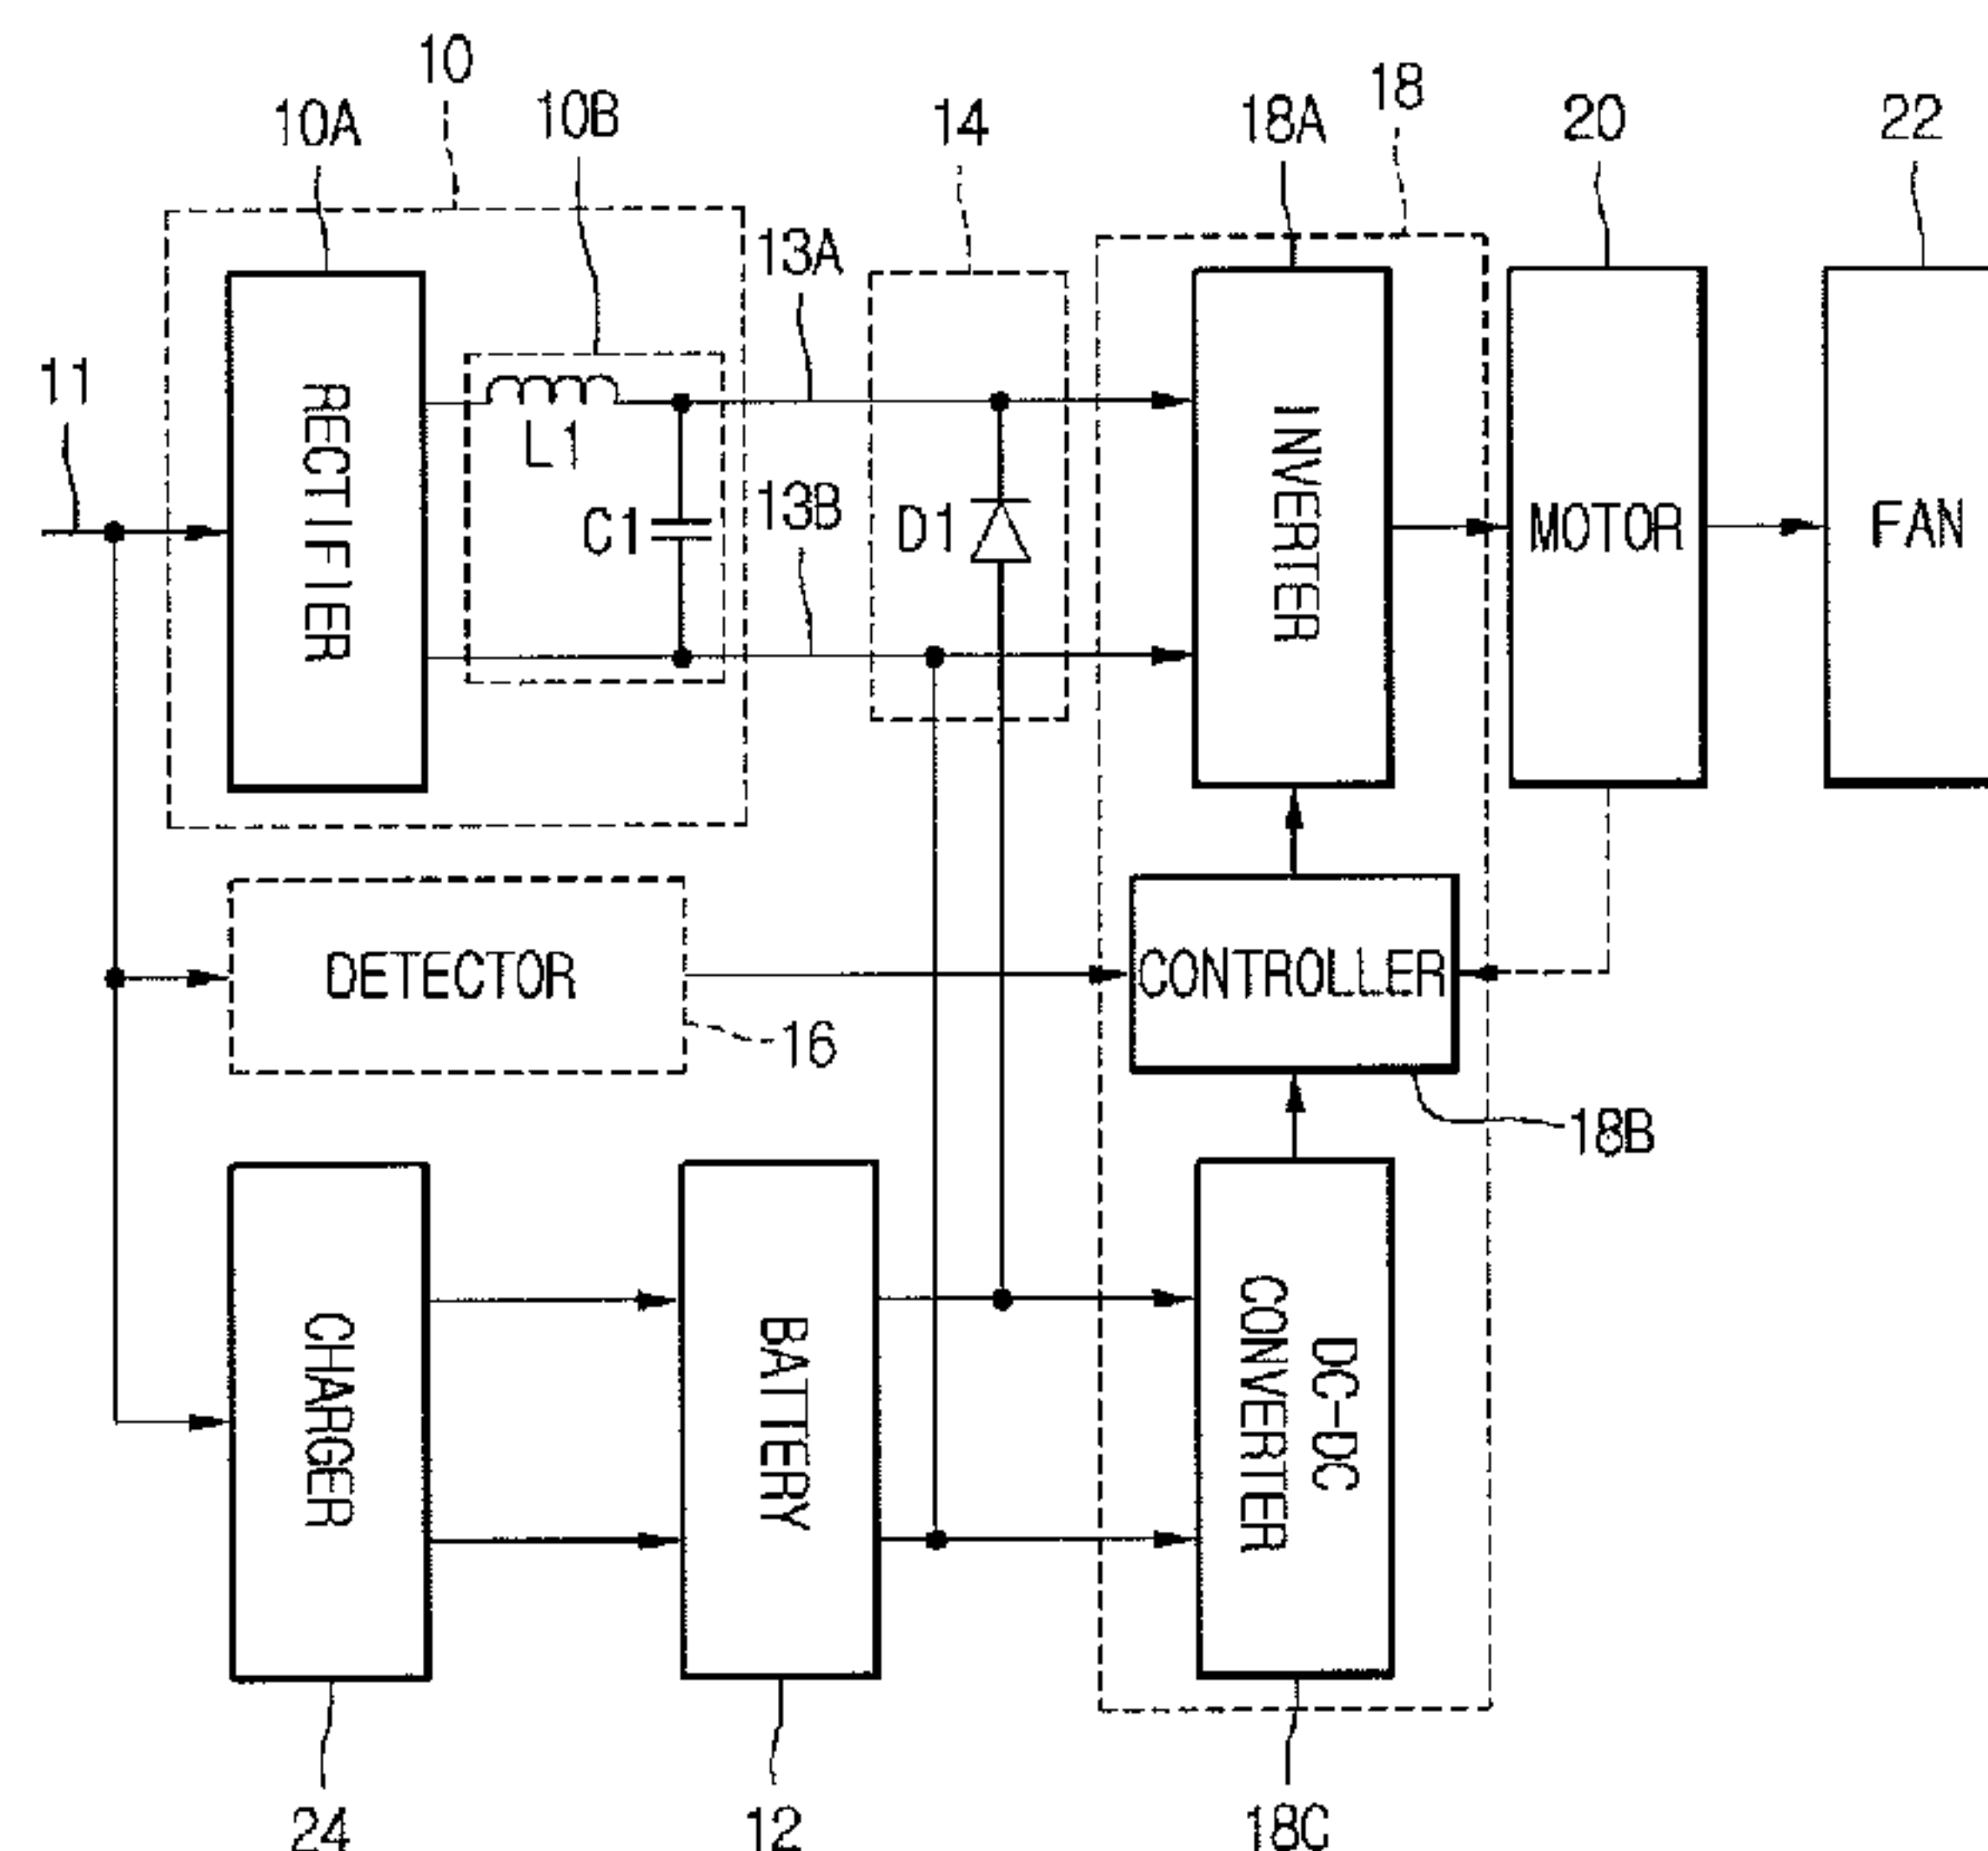 10
18
10A
10B
14
18A
20
22
13A
11
RECTIFIER
L1
C1
13B
D1
INVERTER
MOTOR
FAN
DETECTOR
16
CONTROLLER
18B
CHARGER
BATTERY
DC-DC
CONVERTER
24
12
18C